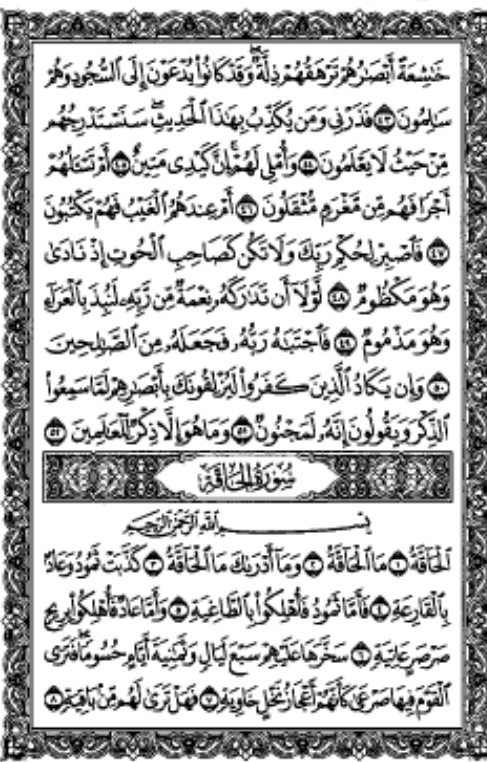 خَٰشِعَةً أَبْصَٰرُهُمْ تَرْهَقُهُمْ ذِلَّةٌ ۖ وَقَدْ كَانُوا۟ يُدْعَوْنَ إِلَى ٱلسُّجُودِ وَهُمْ
سَٰلِمُونَ ٤٣ فَذَرْنِى وَمَن يُكَذِّبُ بِهَٰذَا ٱلْحَدِيثِ ۖ سَنَسْتَدْرِجُهُم
مِّنْ حَيْثُ لَا يَعْلَمُونَ ٤٤ وَأُمْلِى لَهُمْ ۚ إِنَّ كَيْدِى مَتِينٌ ٤٥ أَمْ تَسْـَٔلُهُمْ
أَجْرًا فَهُم مِّن مَّغْرَمٍ مُّثْقَلُونَ ٤٦ أَمْ عِندَهُمُ ٱلْغَيْبُ فَهُمْ يَكْتُبُونَ
٤٧ فَٱصْبِرْ لِحُكْمِ رَبِّكَ وَلَا تَكُن كَصَاحِبِ ٱلْحُوتِ إِذْ نَادَىٰ
وَهُوَ مَكْظُومٌ ٤٨ لَّوْلَآ أَن تَدَٰرَكَهُۥ نِعْمَةٌ مِّن رَّبِّهِۦ لَنُبِذَ بِٱلْعَرَآءِ
وَهُوَ مَذْمُومٌ ٤٩ فَٱجْتَبَٰهُ رَبُّهُۥ فَجَعَلَهُۥ مِنَ ٱلصَّٰلِحِينَ
٥٠ وَإِن يَكَادُ ٱلَّذِينَ كَفَرُوا۟ لَيُزْلِقُونَكَ بِأَبْصَٰرِهِمْ لَمَّا سَمِعُوا۟
ٱلذِّكْرَ وَيَقُولُونَ إِنَّهُۥ لَمَجْنُونٌ ٥١ وَمَا هُوَ إِلَّا ذِكْرٌ لِّلْعَٰلَمِينَ ٥٢
سُورَةُ الحَاقَّةِ
بِسْمِ ٱللَّهِ ٱلرَّحْمَٰنِ ٱلرَّحِيمِ
ٱلْحَآقَّةُ ١ مَا ٱلْحَآقَّةُ ٢ وَمَآ أَدْرَىٰكَ مَا ٱلْحَآقَّةُ ٣ كَذَّبَتْ ثَمُودُ وَعَادٌۢ
بِٱلْقَارِعَةِ ٤ فَأَمَّا ثَمُودُ فَأُهْلِكُوا۟ بِٱلطَّاغِيَةِ ٥ وَأَمَّا عَادٌ فَأُهْلِكُوا۟ بِرِيحٍ
صَرْصَرٍ عَاتِيَةٍ ٦ سَخَّرَهَا عَلَيْهِمْ سَبْعَ لَيَالٍ وَثَمَٰنِيَةَ أَيَّامٍ حُسُومًا فَتَرَى
ٱلْقَوْمَ فِيهَا صَرْعَىٰ كَأَنَّهُمْ أَعْجَازُ نَخْلٍ خَاوِيَةٍ ٧ فَهَلْ تَرَىٰ لَهُم مِّنۢ بَاقِيَةٍ ٨